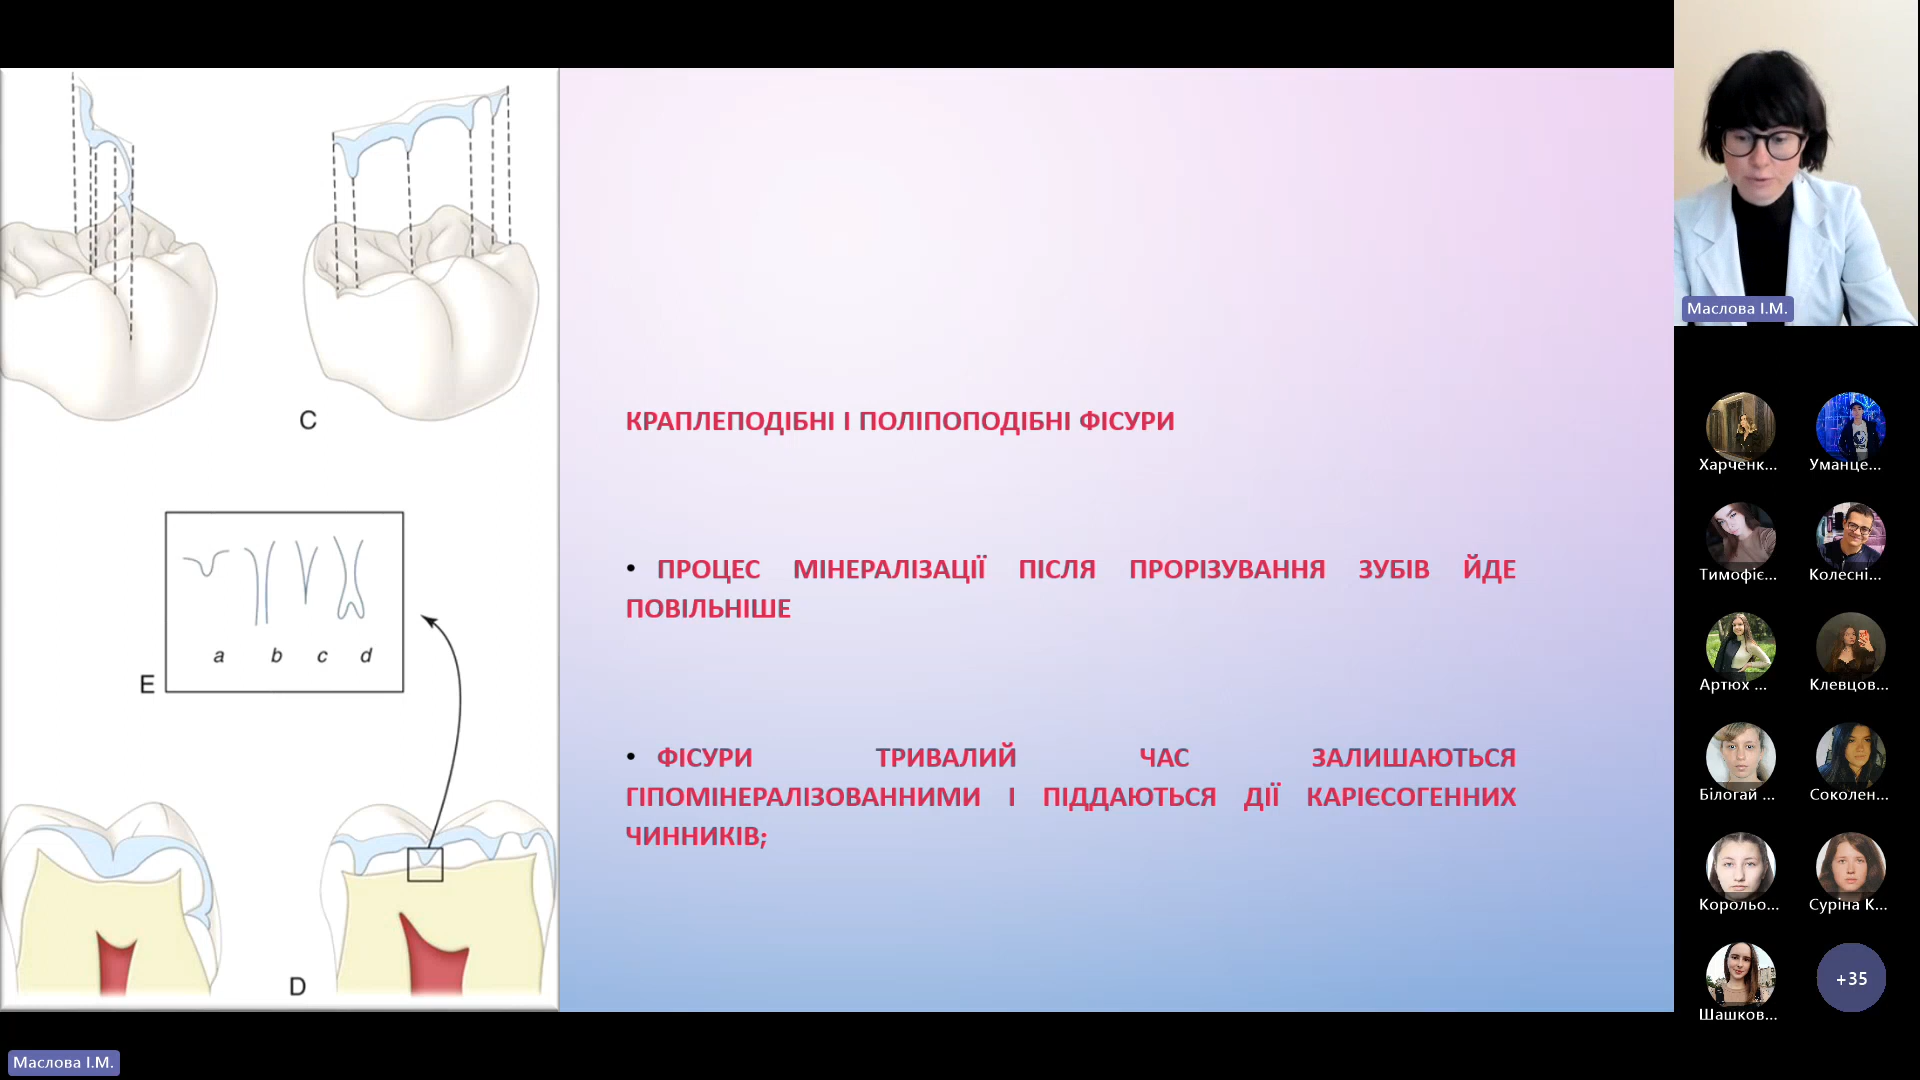 C
E
a b c d
D
КРАПЛЕПОДІБНІ І ПОЛІПОПОДІБНІ ФІСУРИ
• ПРОЦЕС МІНЕРАЛІЗАЦІЇ ПІСЛЯ ПРОРІЗУВАННЯ ЗУБІВ ЙДЕ
ПОВІЛЬНІШЕ
• ФІСУРИ ТРИВАЛИЙ ЧАС ЗАЛИШАЮТЬСЯ
ГІПОМІНЕРАЛІЗОВАННИМИ І ПІДДАЮТЬСЯ ДІЇ КАРІЄСОГЕННИХ
ЧИННИКІВ;
Маслова І.М.
Харченк...
Уманце...
Тимофіє...
Колесні...
Артюх ...
Клевцов...
Білогай ...
Соколен...
Корольо...
Суріна К...
Шашков...
+35
Маслова І.М.